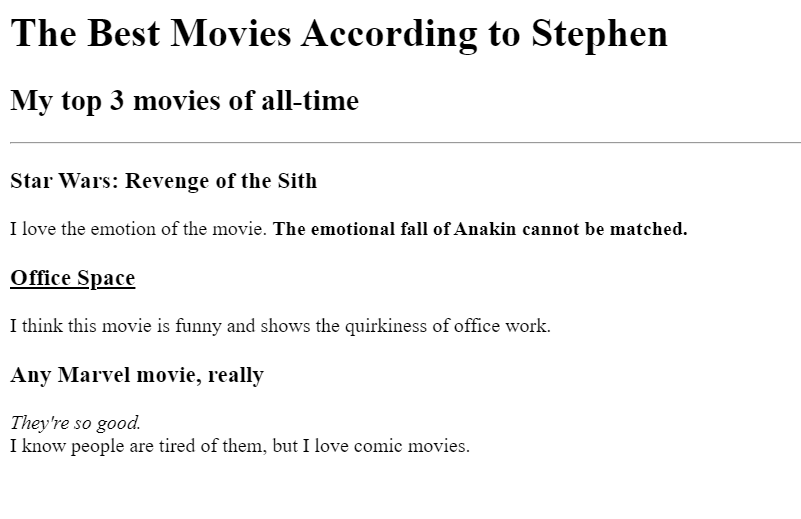 The Best Movies According to Stephen
My top 3 movies of all-time
Star Wars: Revenge of the Sith
I love the emotion of the movie. The emotional fall of Anakin cannot be matched.
Office Space
I think this movie is funny and shows the quirkiness of office work.
Any Marvel movie, really
They're so good.
I know people are tired of them, but I love comic movies.